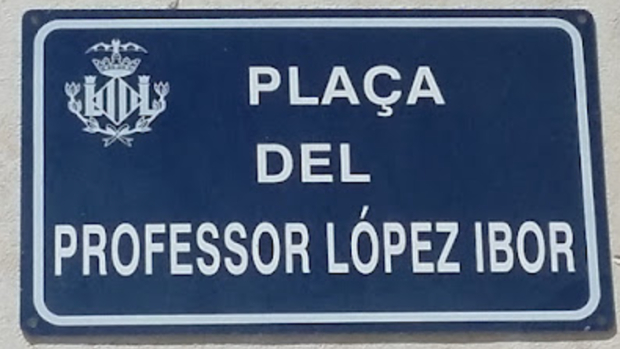 PLAÇA
DEL
PROFESSOR LÓPEZ IBOR